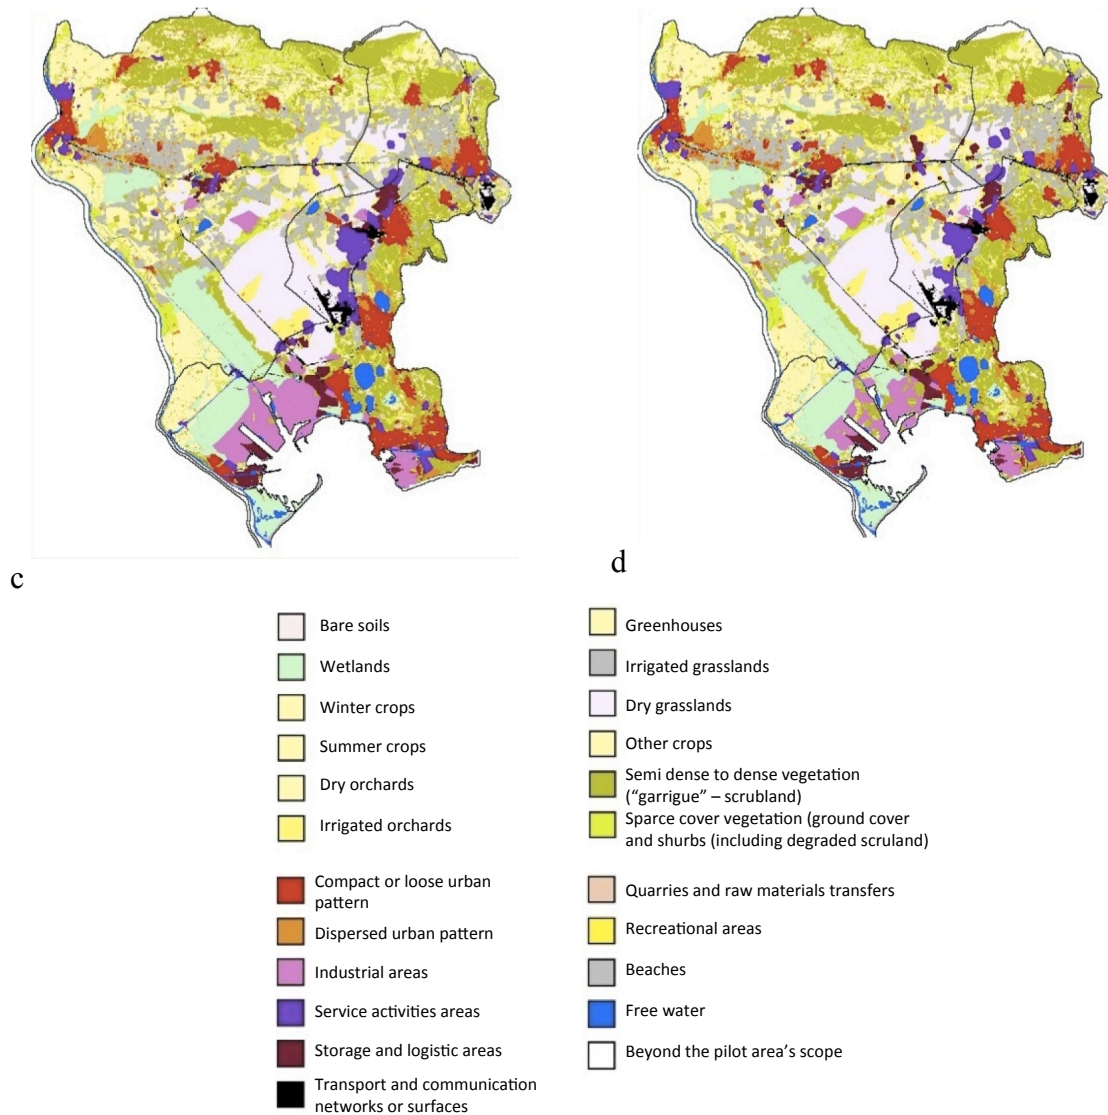 c
d
Bare soils
Wetlands
Winter crops
Summer crops
Dry orchards
Irrigated orchards
Compact or loose urban
pattern
Dispersed urban pattern
Industrial areas
Service activities areas
Storage and logistic areas
Transport and communication
networks or surfaces
Greenhouses
Irrigated grasslands
Dry grasslands
Other crops
Semi dense to dense vegetation
(“garrigue” – scrubland)
Sparce cover vegetation (ground cover
and shurbs (including degraded scruland)
Quarries and raw materials transfers
Recreational areas
Beaches
Free water
Beyond the pilot area’s scope